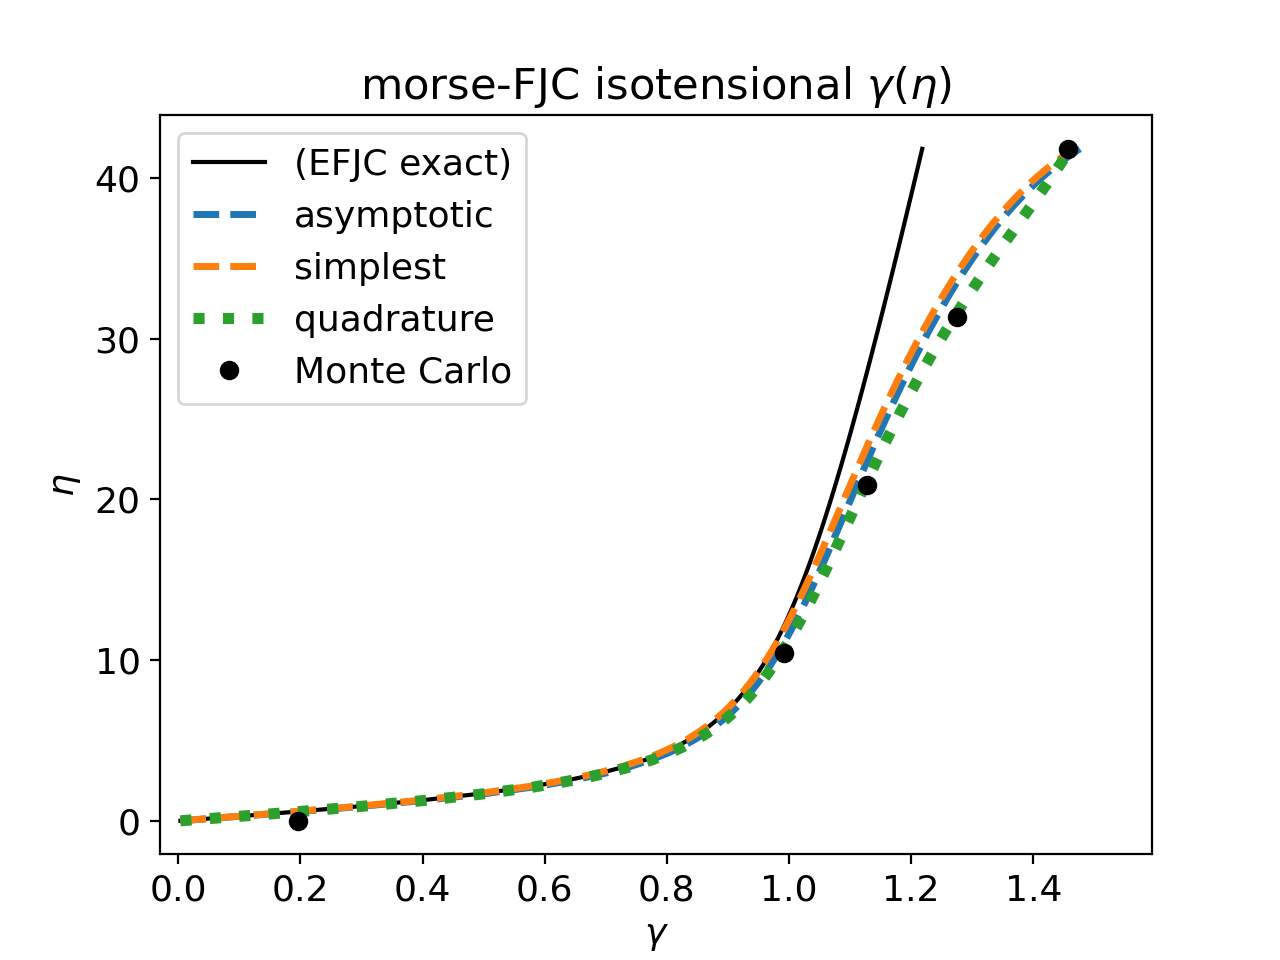 morse-FJC isotensional γ(η)
(EFJC exact)
asymptotic
simplest
quadrature
Monte Carlo
η
40
30
20
10
0
0.0 0.2 0.4 0.6 0.8 1.0 1.2 1.4
γ